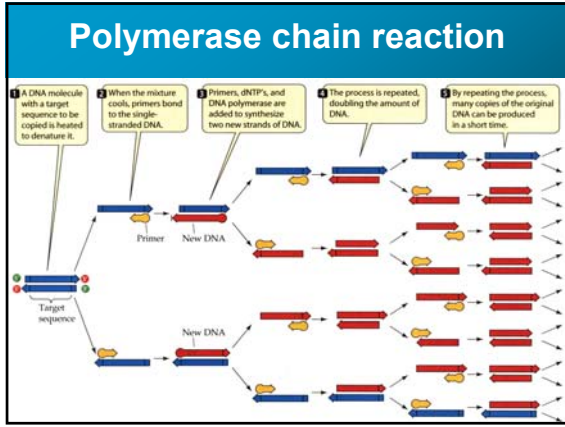 Polymerase chain reaction
1 A DNA molecule
with a target
sequence to be
copied is heated
to denature it.
2 When the mixture
cools, primers bond
to the single-
stranded DNA.
3 Primers, dNTP's, and
DNA polymerase are
added to synthesize
two new strands of DNA.
4 The process is repeated,
doubling the amount of
DNA.
5 By repeating the process,
many copies of the original
DNA can be produced
in a short time.
Primer
New DNA
Target
sequence
New DNA